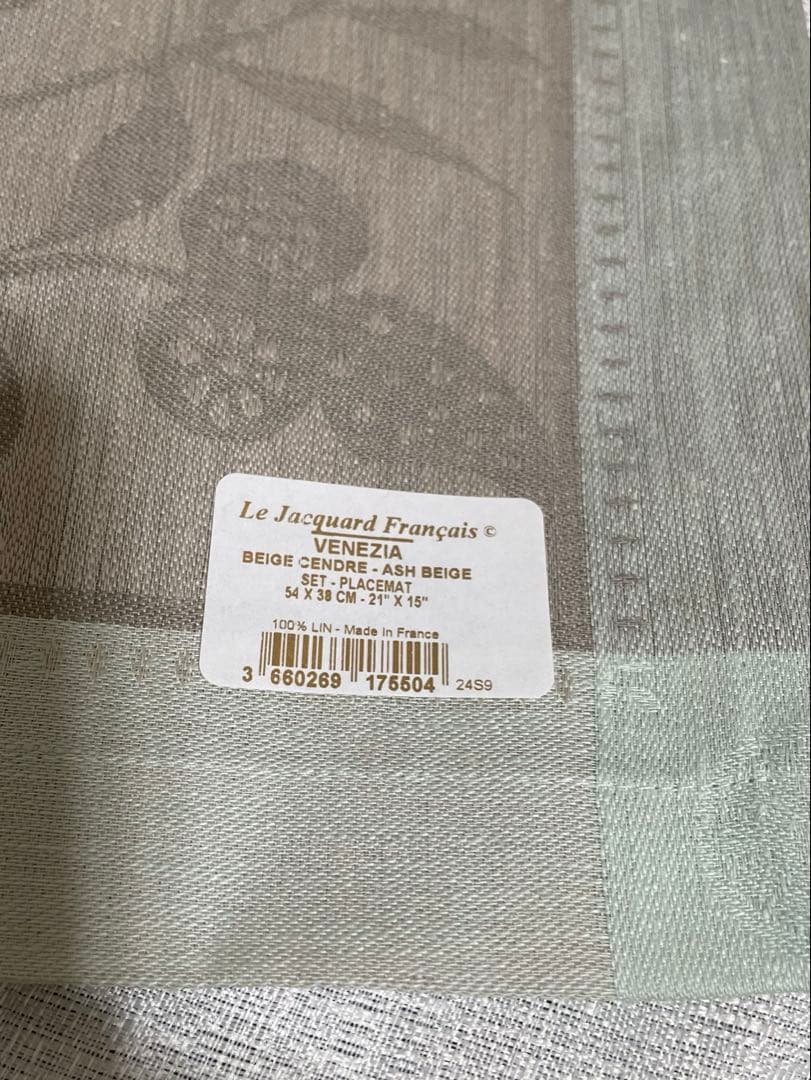 Le Jacquard Français ©
VENEZIA
BEIGE CENDRE - ASH BEIGE
SET - PLACEMAT
54 X 38 CM - 21" X 15"
100% LIN - Made in France
3 660269 175504 24S9